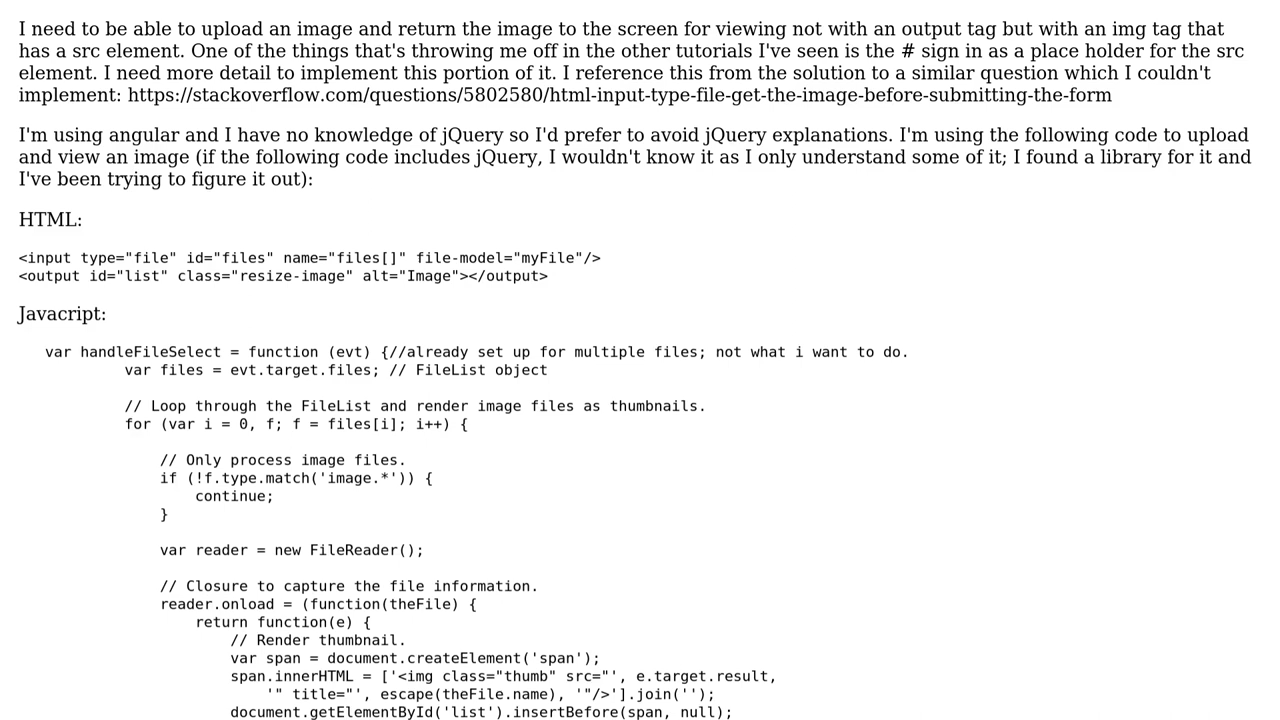 I need to be able to upload an image and return the image to the screen for viewing not with an output tag but with an img tag that
has a src element. One of the things that's throwing me off in the other tutorials I've seen is the # sign in as a place holder for the src
element. I need more detail to implement this portion of it. I reference this from the solution to a similar question which I couldn't
implement: https://stackoverflow.com/questions/5802580/html-input-type-file-get-the-image-before-submitting-the-form
I'm using angular and I have no knowledge of jQuery so I'd prefer to avoid jQuery explanations. I'm using the following code to upload
and view an image (if the following code includes jQuery, I wouldn't know it as I only understand some of it; I found a library for it and
I've been trying to figure it out):
HTML:
<input type="file" id="files" name="files[]" file-model="myFile"/>
<output id="list" class="resize-image" alt="Image"></output>
Javacript:
var handleFileSelect = function (evt) {//already set up for multiple files; not what i want to do.
var files = evt.target.files; // FileList object
// Loop through the FileList and render image files as thumbnails.
for (var i = 0, f; f = files[i]; i++) {
// Only process image files.
if (!f.type.match('image.*')) {
continue;
}
var reader = new FileReader();
// Closure to capture the file information.
reader.onload = (function(theFile) {
return function(e) {
// Render thumbnail.
var span = document.createElement('span');
span.innerHTML = ['<img class="thumb" src="', e.target.result,
'" title="', escape(theFile.name), '"/>'].join('');
document.getElementById('list').insertBefore(span, null);